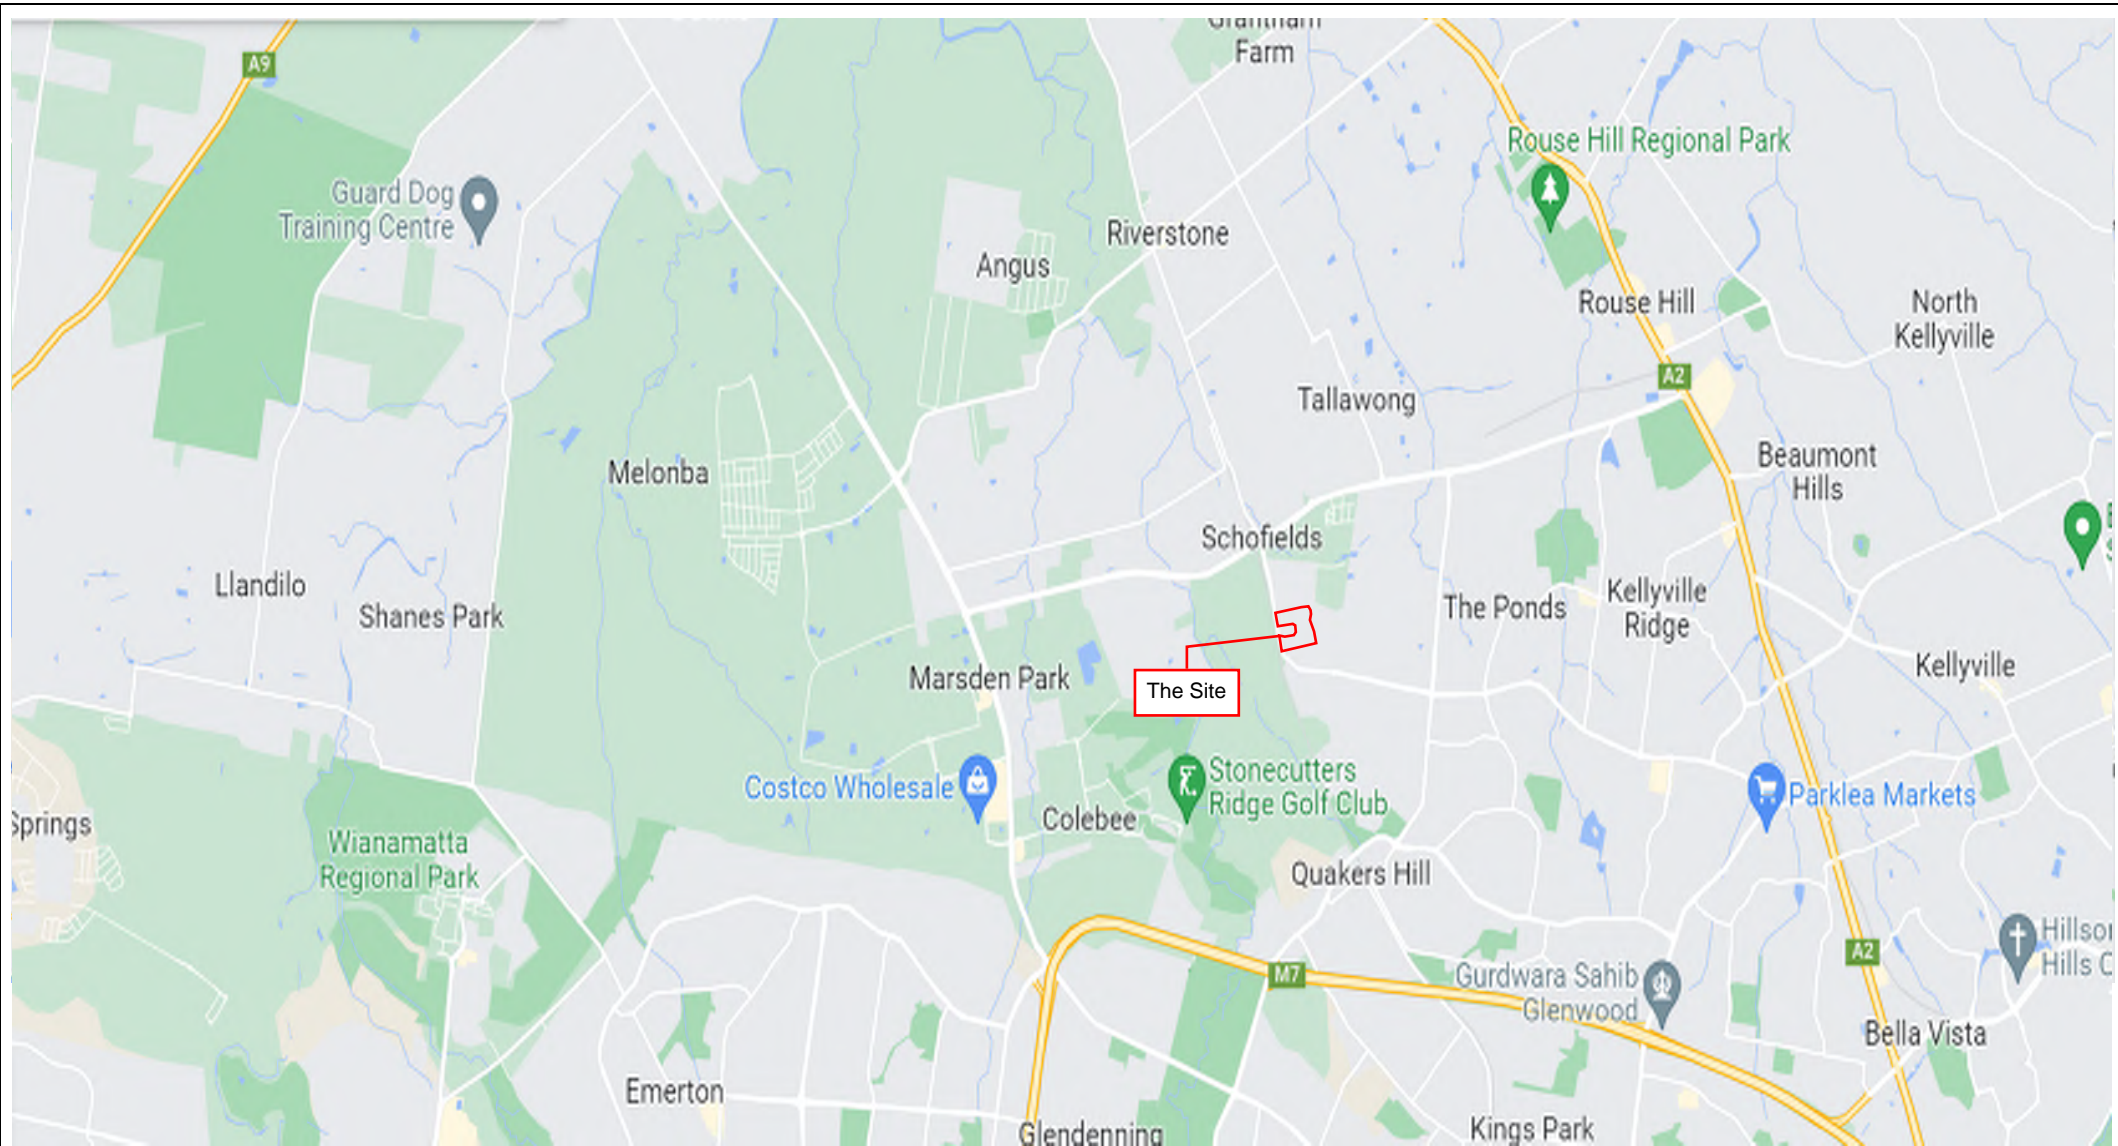 Grantham
Farm
A9
Rouse Hill Regional Park
Guard Dog
Training Centre
Riverstone
Angus
Rouse Hill
North
Kellyville
A2
Tallawong
Beaumont
Hills
Melonba
Schofields
Llandilo
Shanes Park
The Ponds
Kellyville
Ridge
Kellyville
Marsden Park
The Site
Costco Wholesale
Stonecutters
Ridge Golf Club
Parklea Markets
Colebee
Springs
Wianamatta
Regional Park
Quakers Hill
A2
M7
Gurdwara Sahib
Glenwood
Hillsor
Hills C
Bella Vista
Emerton
Glendenning
Kings Park